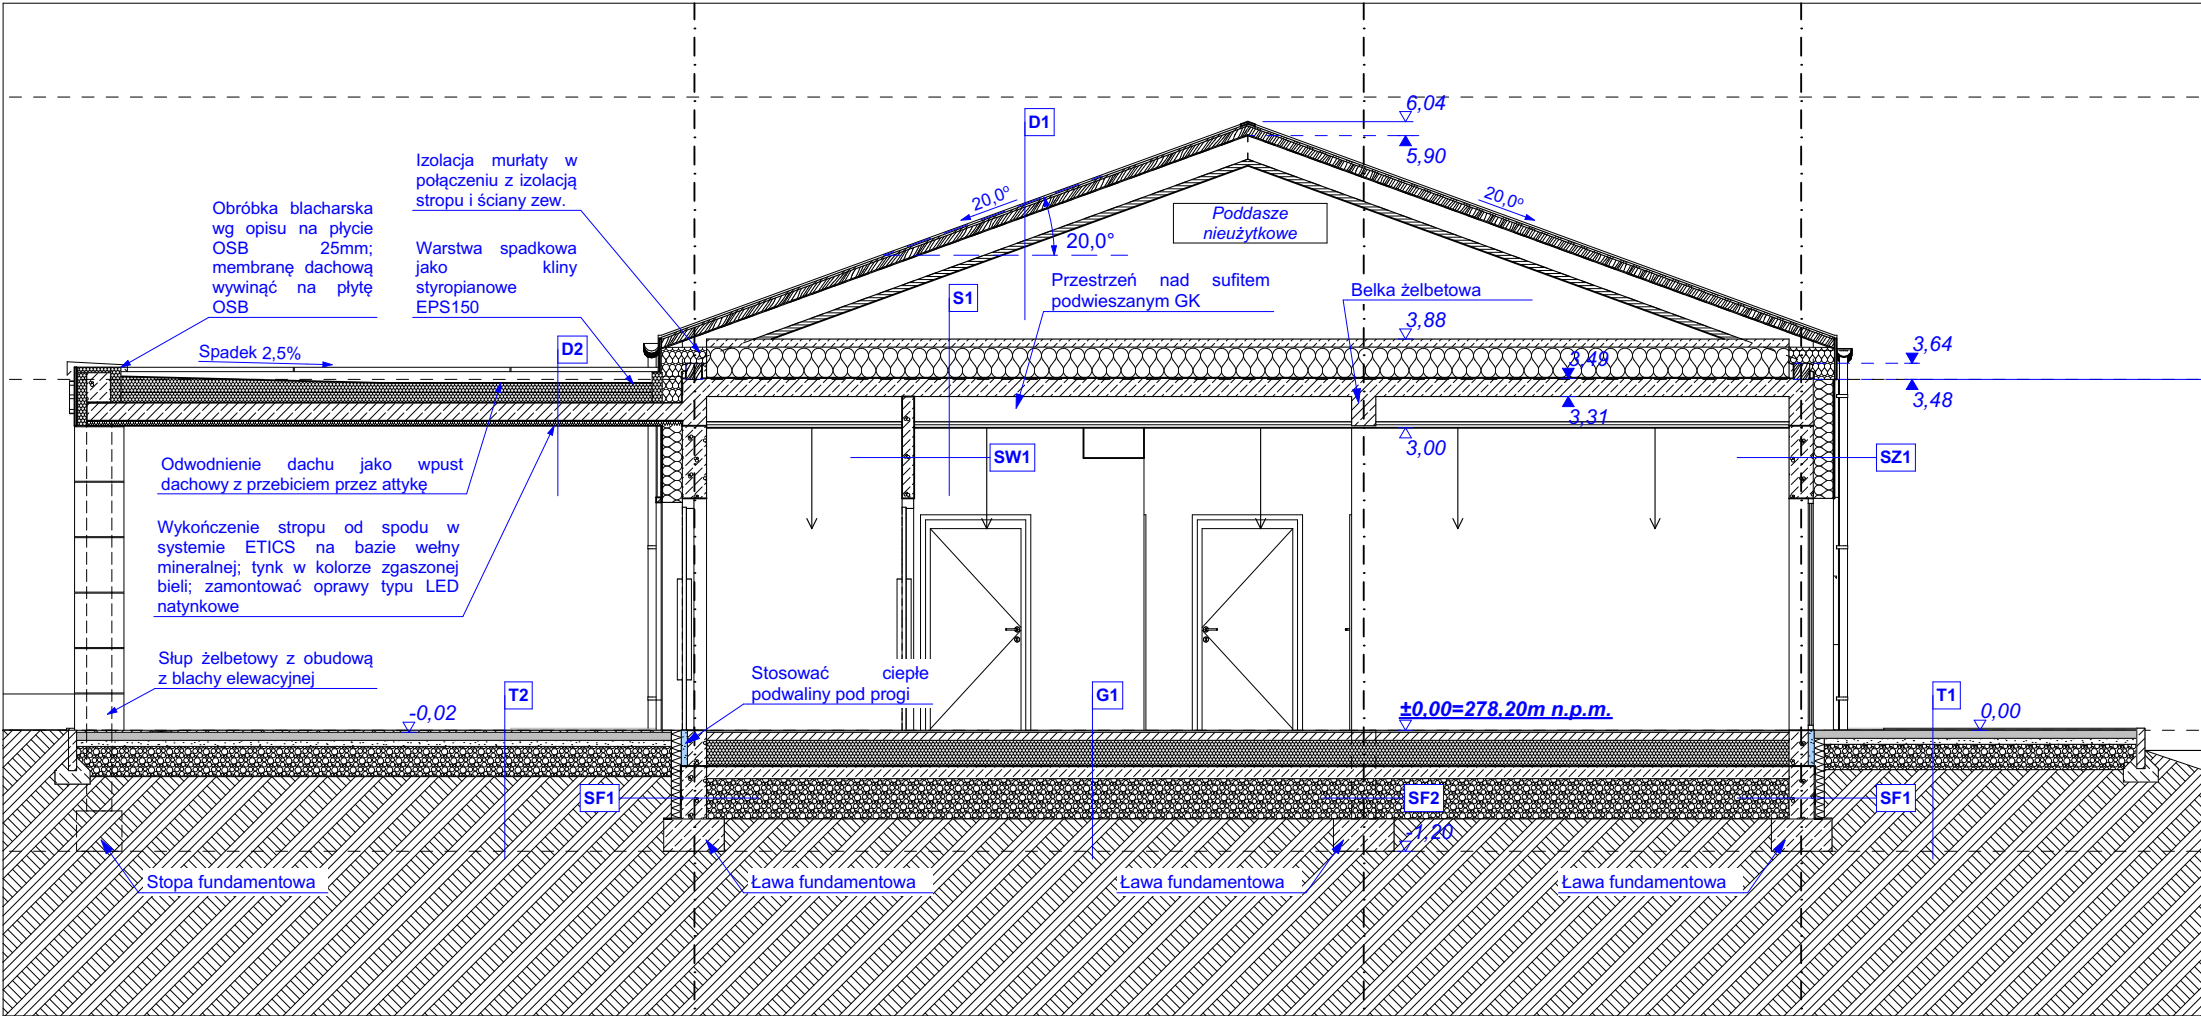 6,04
D1
5,90
Izolacja murłaty w
połączeniu z izolacją
stropu i ściany zew.
Obróbka blacharska
wg opisu na płycie
OSB 25mm;
membranę dachową
wywinąć na płytę
OSB
Warstwa spadkowa
jako kliny
styropianowe
EPS150
20,0º
20,0º
20,0°
Poddasze
nieużytkowe
Przestrzeń nad sufitem
podwieszanym GK
S1
Belka żelbetowa
3,88
Spadek 2,5%
D2
3,49
3,64
3,48
3,31
3,00
SW1
SZ1
Odwodnienie dachu jako wpust
dachowy z przebiciem przez attykę
Wykończenie stropu od spodu w
systemie ETICS na bazie wełny
mineralnej; tynk w kolorze zgaszonej
bieli; zamontować oprawy typu LED
natynkowe
Słup żelbetowy z obudową
z blachy elewacyjnej
Stosować ciepłe
podwaliny pod progi
T2
G1
T1
-0,02
±0,00=278,20m n.p.m.
0,00
SF1
SF2
SF1
-1,20
Stopa fundamentowa
Ława fundamentowa
Ława fundamentowa
Ława fundamentowa